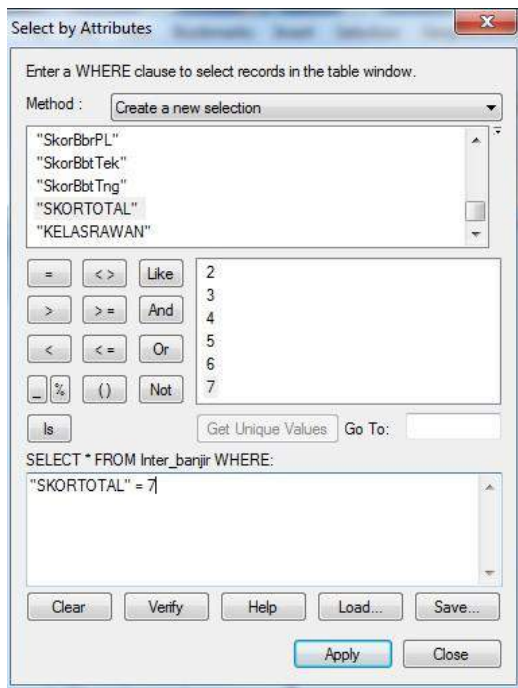 Select by Attributes
Enter a WHERE clause to select records in the table window.
Method : Create a new selection
"SkorBbrPL"
"SkorBbtTek"
"SkorBbtTng"
"SKORTOTAL"
"KELASRAWAN"
= < > Like
> > = And
< < = Or
_ % () Not
Is
2
3
4
5
6
7
Get Unique Values Go To:
SELECT * FROM Inter_banjir WHERE:
"SKORTOTAL" = 7
Clear Verify Help Load... Save...
Apply Close